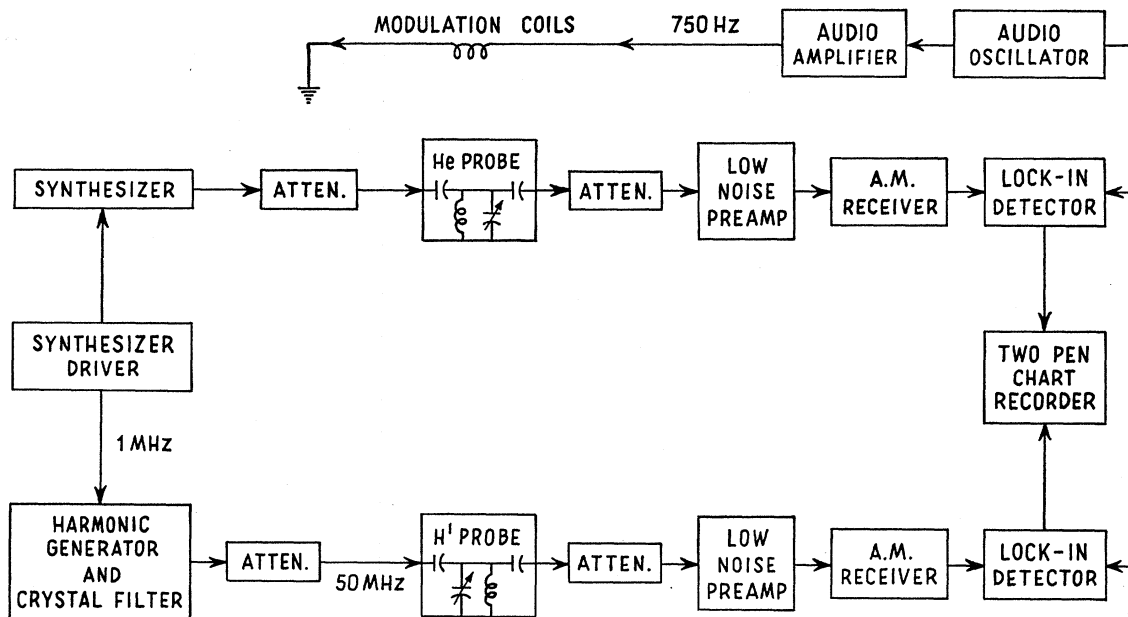 MODULATION COILS
750 Hz
AUDIO
AMPLIFIER
AUDIO
OSCILLATOR
SYNTHESIZER
ATTEN.
He PROBE
ATTEN.
LOW
NOISE
PREAMP
A.M.
RECEIVER
LOCK-IN
DETECTOR
SYNTHESIZER
DRIVER
TWO PEN
CHART
RECORDER
1 MHz
HARMONIC
GENERATOR
AND
CRYSTAL FILTER
ATTEN.
50 MHz
H' PROBE
ATTEN.
LOW
NOISE
PREAMP
A.M.
RECEIVER
LOCK-IN
DETECTOR